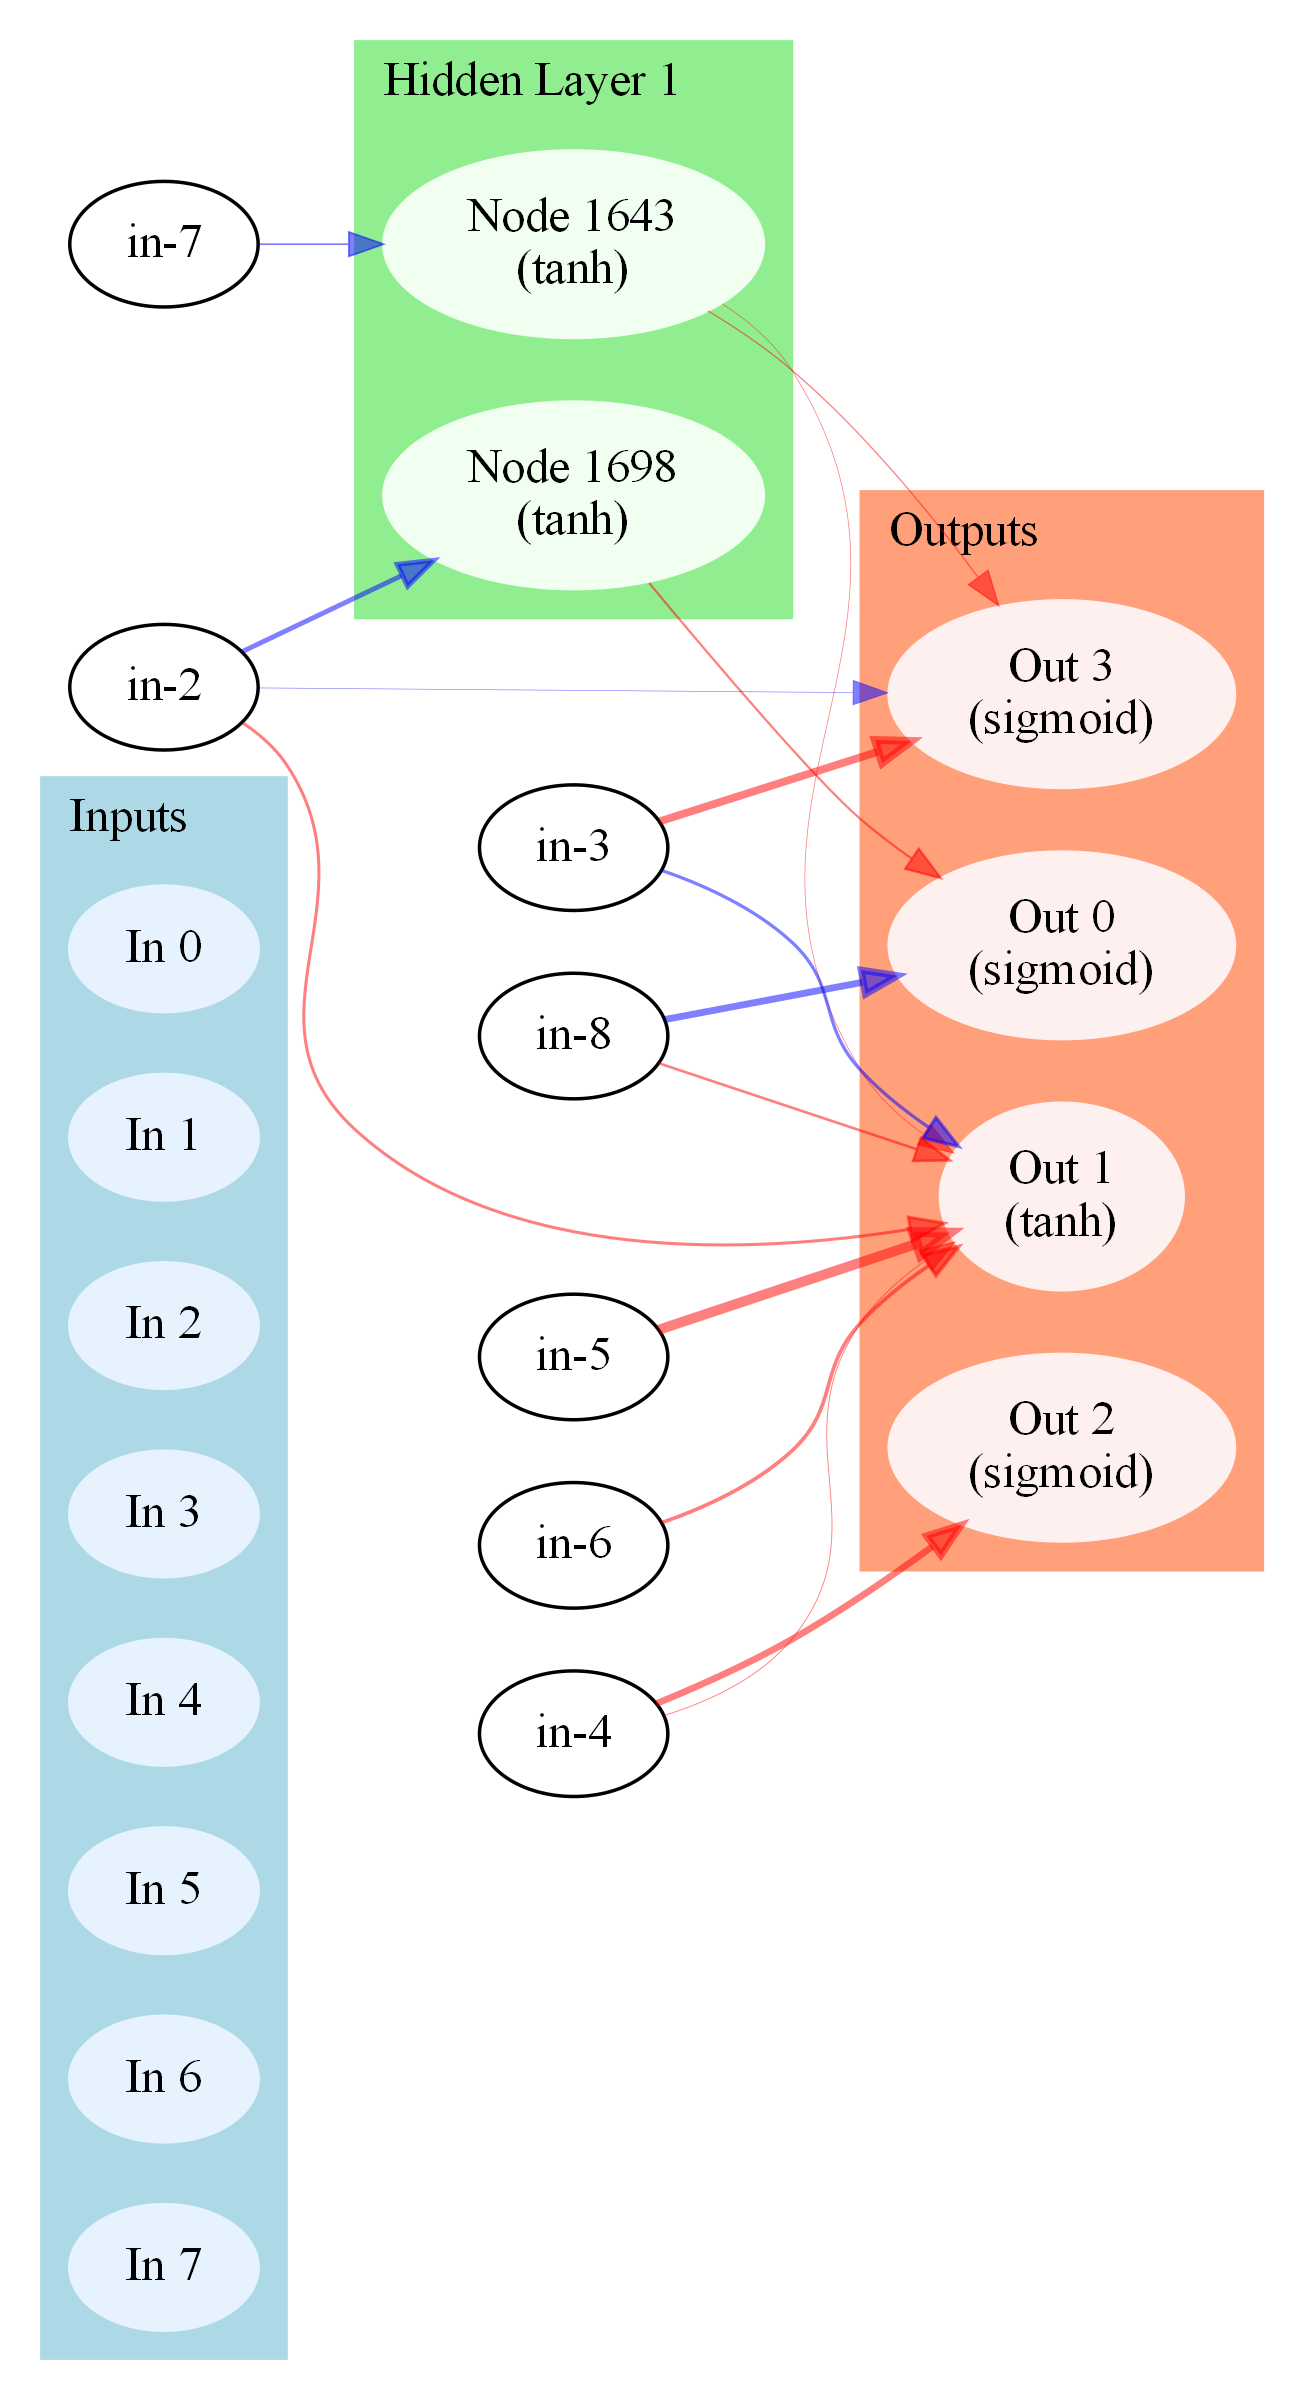 Hidden Layer 1
Node 1643
(tanh)
in-7
Node 1698
(tanh)
Outputs
in-2
Out 3
(sigmoid)
Inputs
in-3
Out 0
(sigmoid)
In 0
in-8
In 1
Out 1
(tanh)
In 2
in-5
Out 2
(sigmoid)
In 3
in-6
In 4
in-4
In 5
In 6
In 7